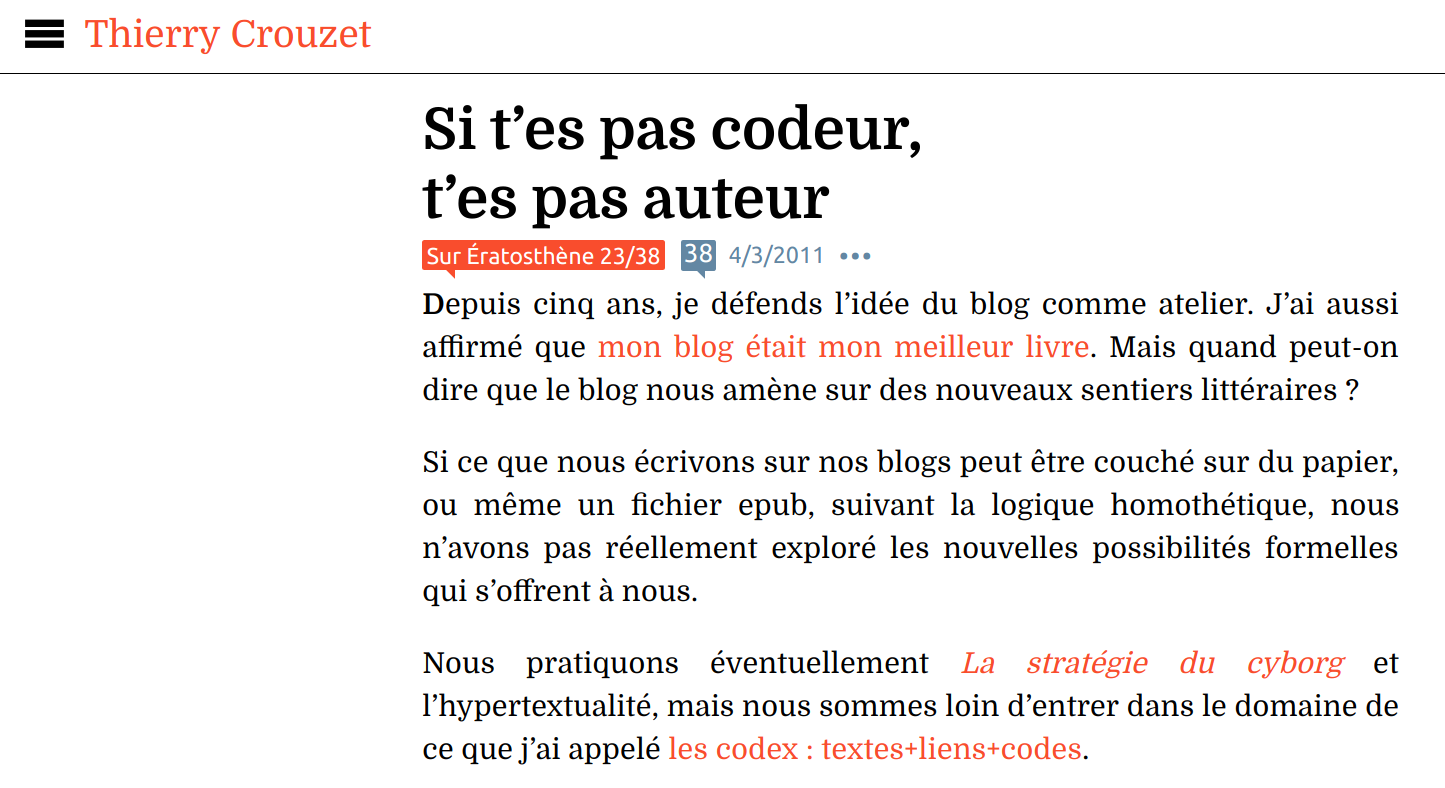 Thierry Crouzet
Si t’es pas codeur,
t’es pas auteur
Sur Ératosthène 23/38 38 4/3/2011 •••
Depuis cinq ans, je défends l’idée du blog comme atelier. J’ai aussi
affirmé que mon blog était mon meilleur livre. Mais quand peut-on
dire que le blog nous amène sur des nouveaux sentiers littéraires ?
Si ce que nous écrivons sur nos blogs peut être couché sur du papier,
ou même un fichier epub, suivant la logique homothétique, nous
n’avons pas réellement exploré les nouvelles possibilités formelles
qui s’offrent à nous.
Nous pratiquons éventuellement La stratégie du cyborg et
l’hypertextualité, mais nous sommes loin d’entrer dans le domaine de
ce que j’ai appelé les codex : textes+liens+codes.